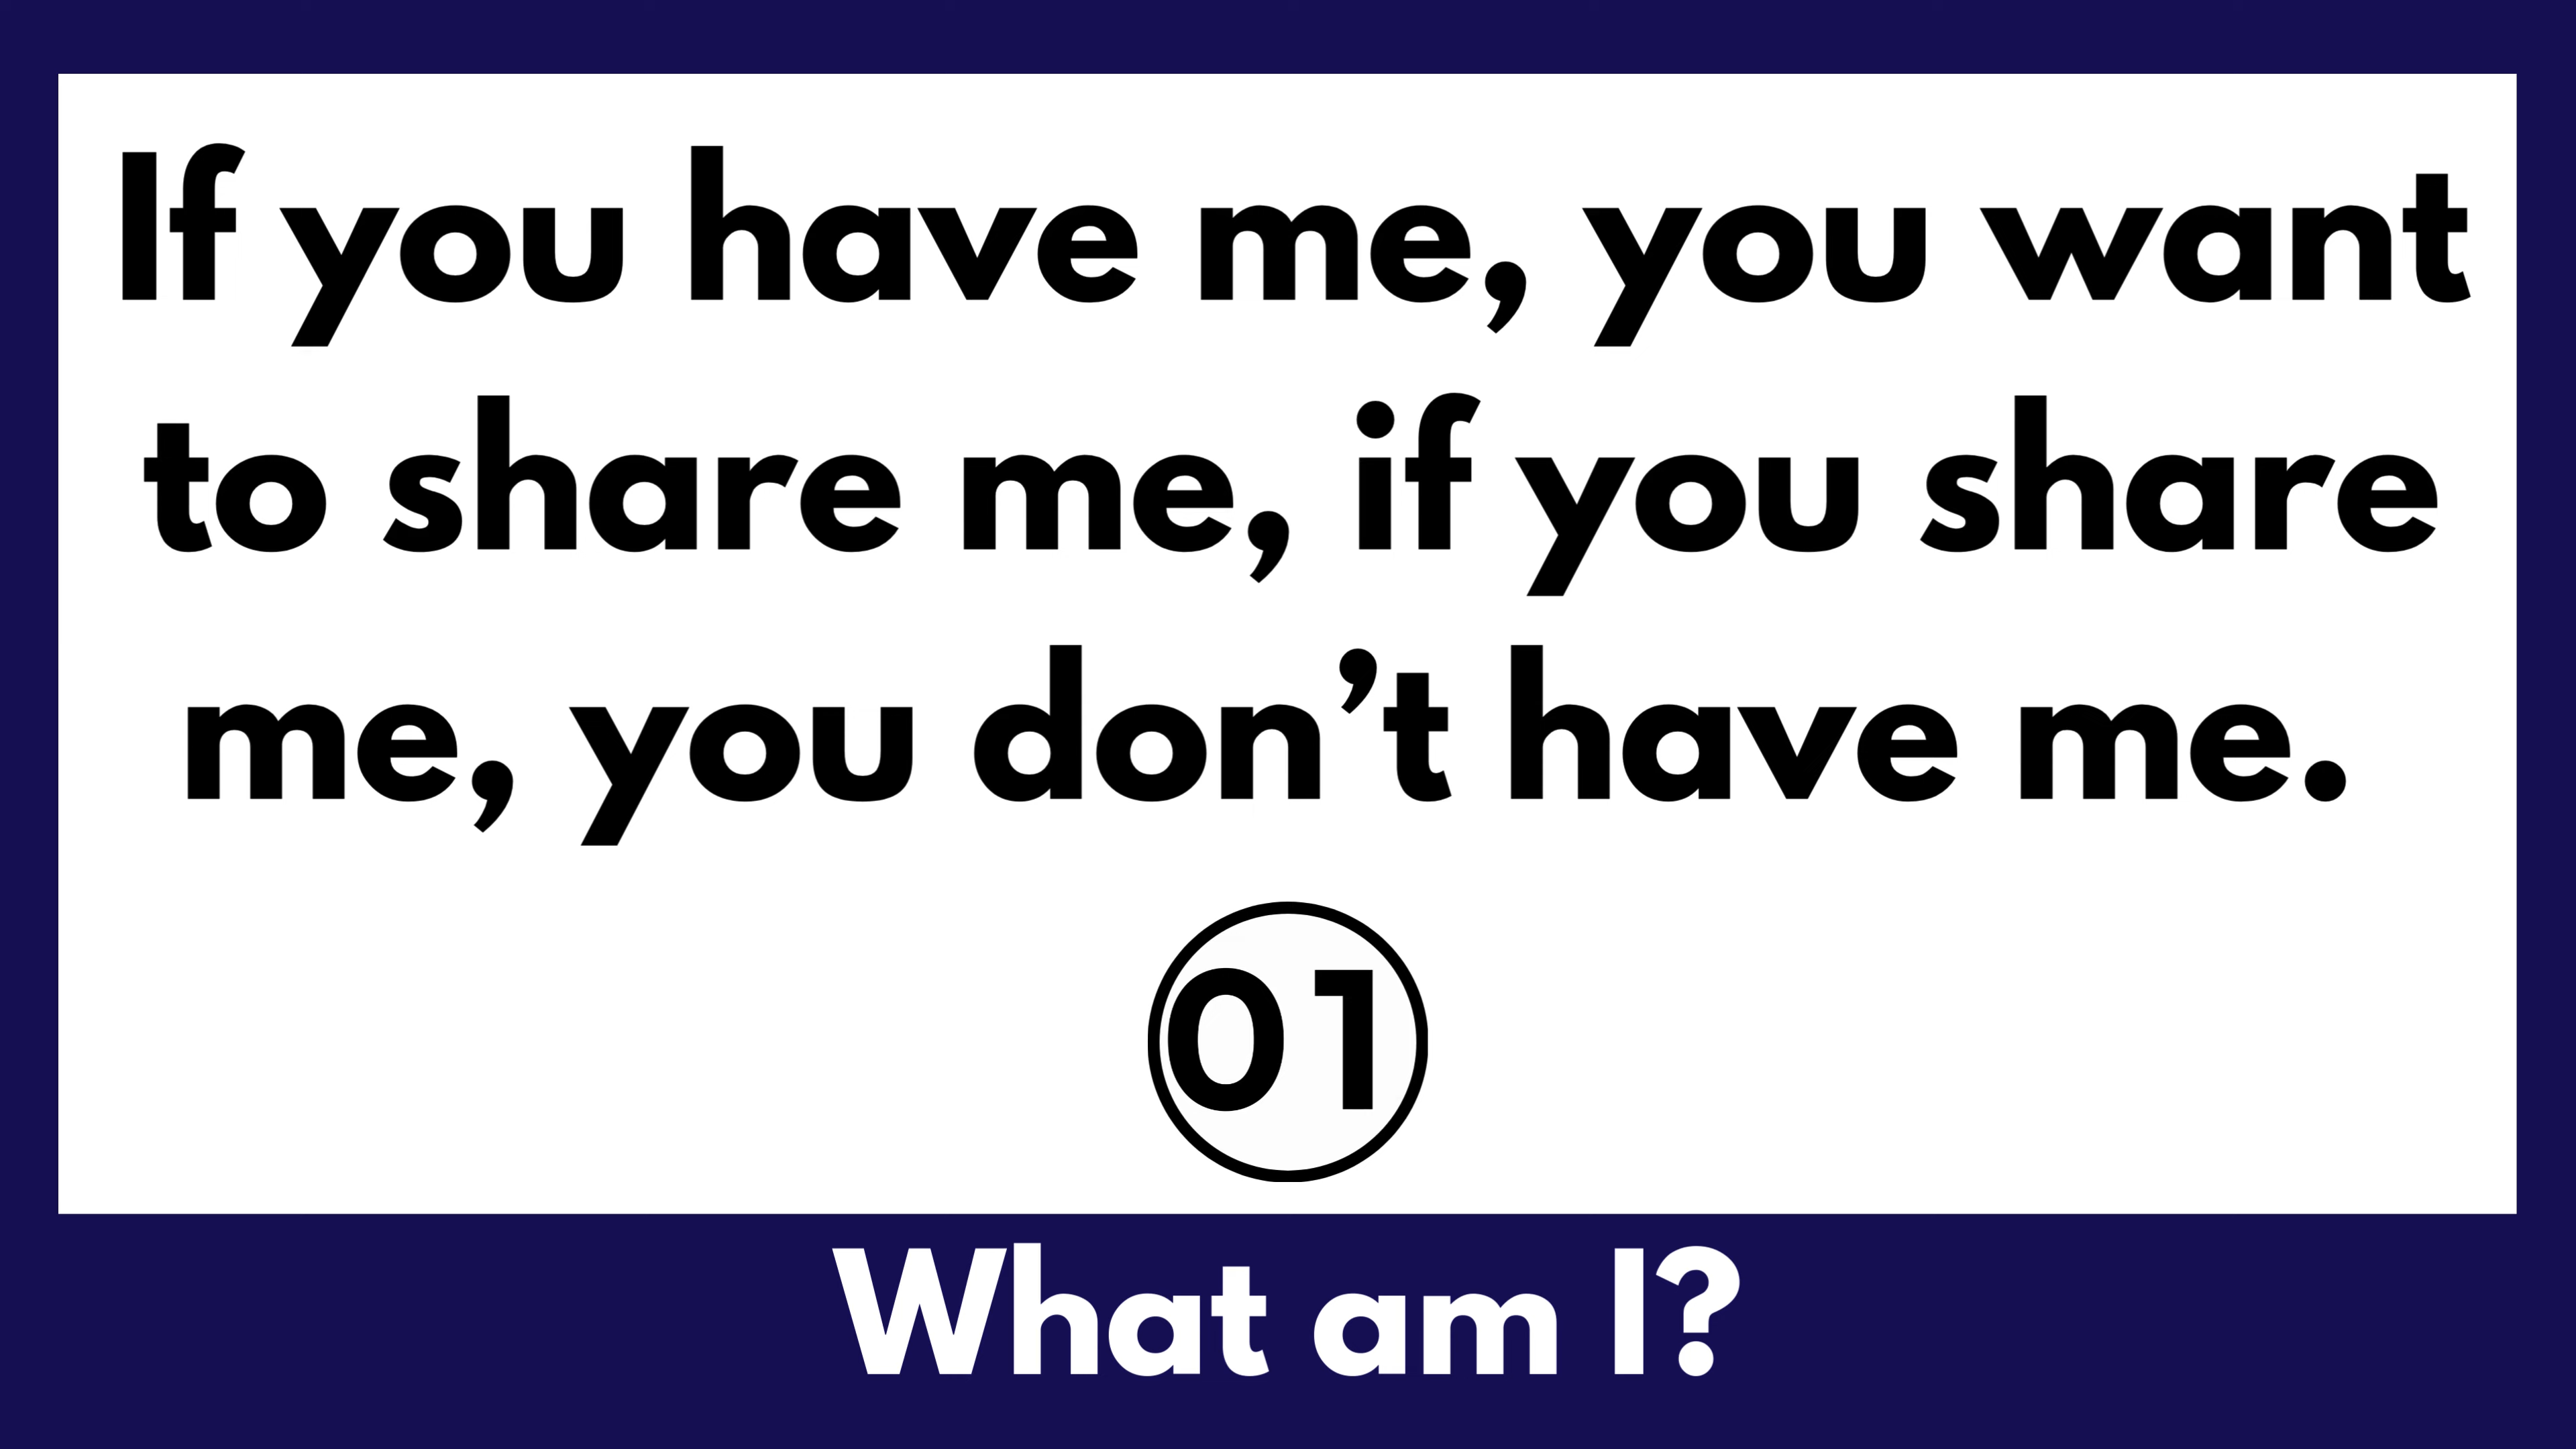 If you have me, you want
to share me, if you share
me, you don’t have me.
01
What am I?